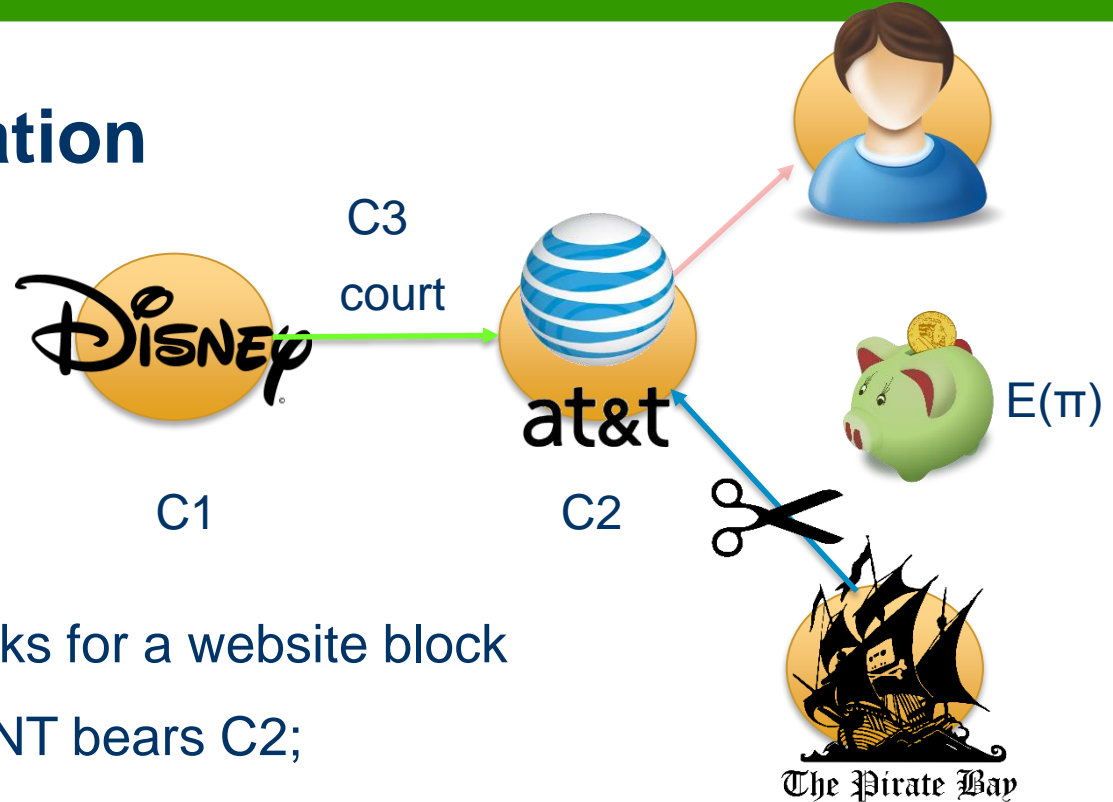 ation
C3
court
Disney
at&t
E(π)
C1
C2
ks for a website block
NT bears C2;
The Pirate Bay